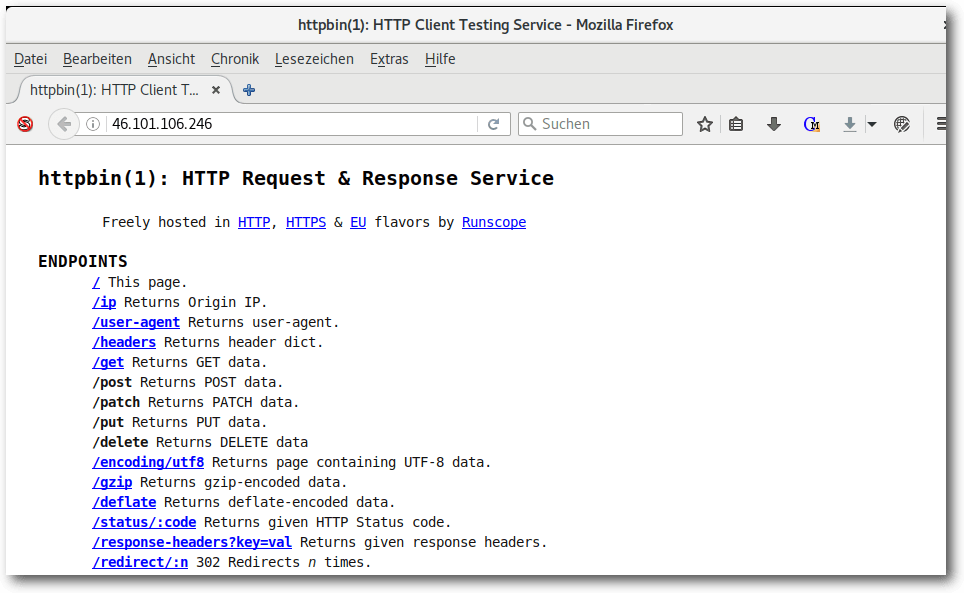 httpbin(1): HTTP Client Testing Service - Mozilla Firefox
Datei Bearbeiten Ansicht Chronik Lesezeichen Extras Hilfe
httpbin(1): HTTP Client T...
46.101.106.246 Suchen
httpbin(1): HTTP Request & Response Service
Freely hosted in HTTP, HTTPS & EU flavors by Runscope
ENDPOINTS
/ This page.
/ip Returns Origin IP.
/user-agent Returns user-agent.
/headers Returns header dict.
/get Returns GET data.
/post Returns POST data.
/patch Returns PATCH data.
/put Returns PUT data.
/delete Returns DELETE data
/encoding/utf8 Returns page containing UTF-8 data.
/gzip Returns gzip-encoded data.
/deflate Returns deflate-encoded data.
/status/:code Returns given HTTP Status code.
/response-headers?key=val Returns given response headers.
/redirect/:n 302 Redirects n times.